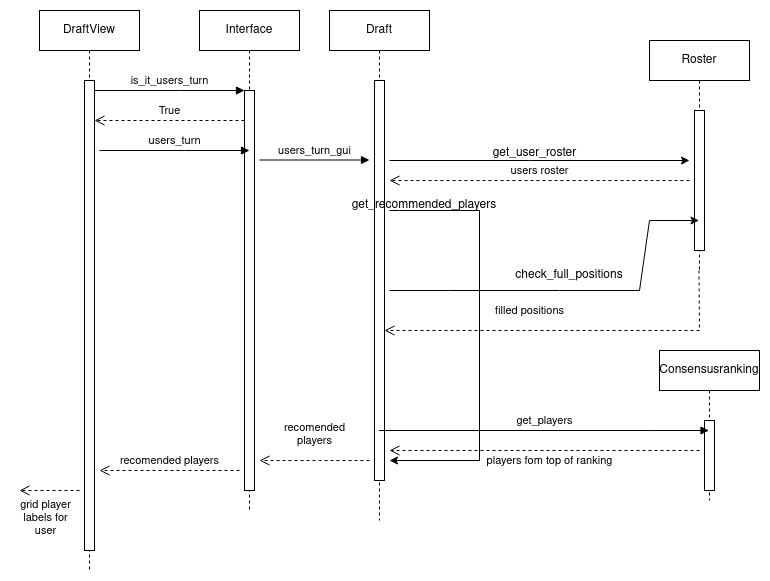 DraftView
Interface
Draft
Roster
is_it_users_turn
True
users_turn
users_turn_gui
get_user_roster
users roster
get_recommended_players
check_full_positions
filled positions
Consensusranking
get_players
recomended
players
recomended players
players fom top of ranking
grid player
labels for
user